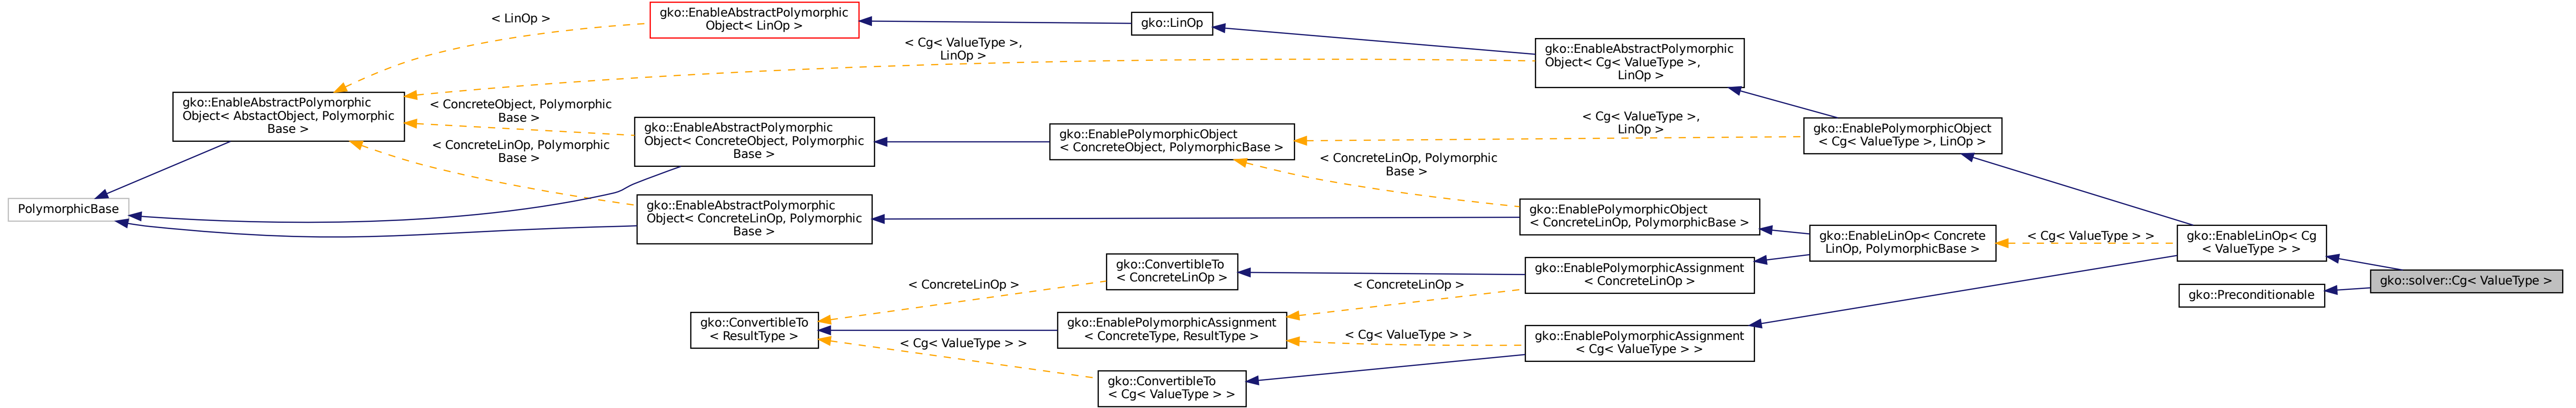 gko::EnableAbstractPolymorphic
Object< LinOp >
< LinOp >
gko::LinOp
< Cg< ValueType >,
LinOp >
gko::EnableAbstractPolymorphic
Object< Cg< ValueType >,
LinOp >
gko::EnableAbstractPolymorphic
Object< AbstactObject, Polymorphic
Base >
< ConcreteObject, Polymorphic
Base >
gko::EnableAbstractPolymorphic
Object< ConcreteObject, Polymorphic
Base >
gko::EnablePolymorphicObject
< ConcreteObject, PolymorphicBase >
< Cg< ValueType >,
LinOp >
gko::EnablePolymorphicObject
< Cg< ValueType >, LinOp >
< ConcreteLinOp, Polymorphic
Base >
< ConcreteLinOp, Polymorphic
Base >
PolymorphicBase
gko::EnableAbstractPolymorphic
Object< ConcreteLinOp, Polymorphic
Base >
gko::EnablePolymorphicObject
< ConcreteLinOp, PolymorphicBase >
gko::EnableLinOp< Concrete
LinOp, PolymorphicBase >
< Cg< ValueType > >
gko::EnableLinOp< Cg
< ValueType > >
gko::ConvertibleTo
< ConcreteLinOp >
gko::EnablePolymorphicAssignment
< ConcreteLinOp >
gko::solver::Cg< ValueType >
< ConcreteLinOp >
< ConcreteLinOp >
gko::Preconditionable
gko::ConvertibleTo
< ResultType >
gko::EnablePolymorphicAssignment
< ConcreteType, ResultType >
< Cg< ValueType > >
< Cg< ValueType > >
gko::EnablePolymorphicAssignment
< Cg< ValueType > >
gko::ConvertibleTo
< Cg< ValueType > >